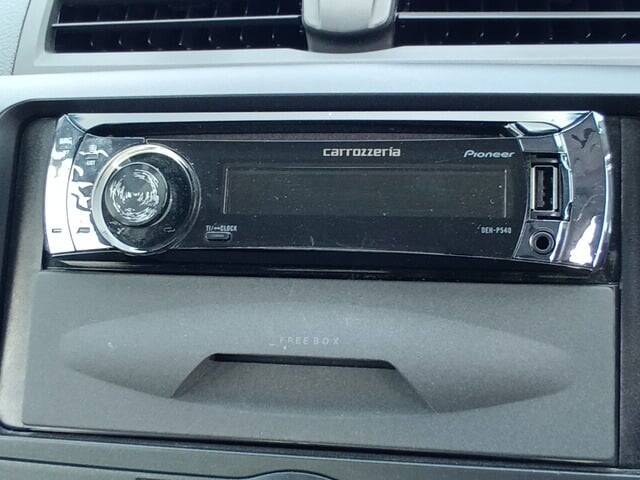 carrozzeria
Pioneer
TI/↔CLOCK
DEH-P540
FREE BOX